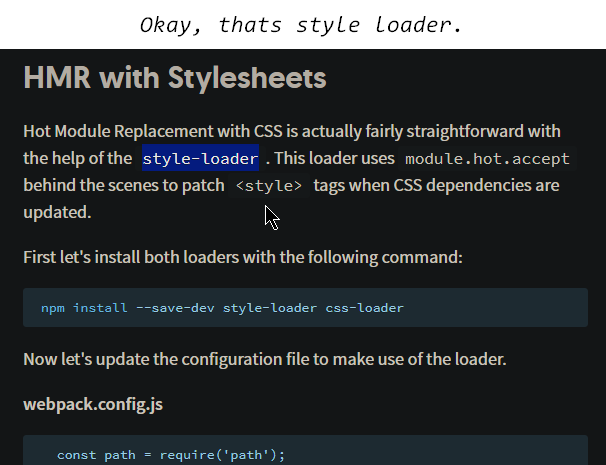 Okay, thats style loader.
HMR with Stylesheets
Hot Module Replacement with CSS is actually fairly straightforward with
the help of the style-loader . This loader uses module.hot.accept
behind the scenes to patch <style> tags when CSS dependencies are
updated.
First let's install both loaders with the following command:
npm install --save-dev style-loader css-loader
Now let's update the configuration file to make use of the loader.
webpack.config.js
const path = require('path');